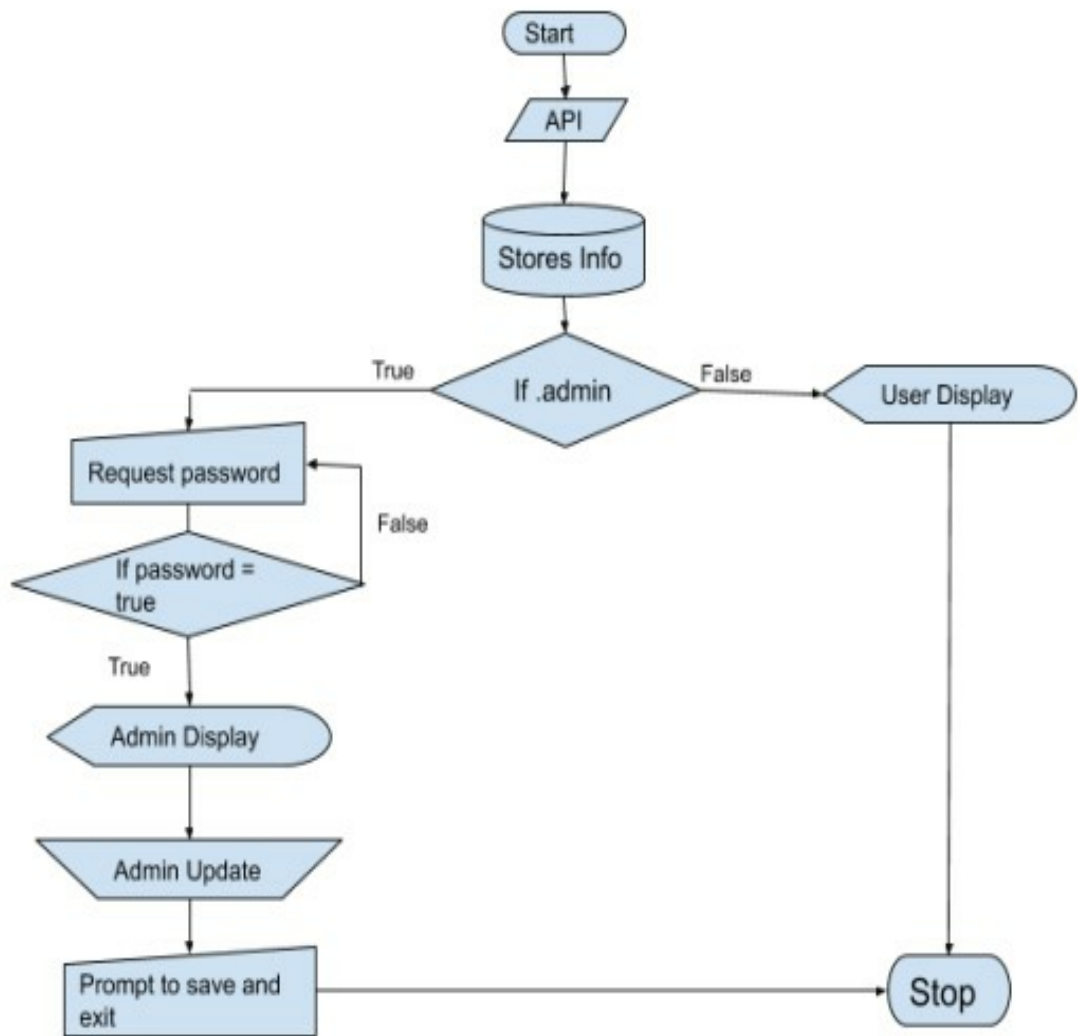 Start
API
Stores Info
True
If .admin
False
User Display
Request password
False
If password =
true
True
Admin Display
Admin Update
Prompt to save and
exit
Stop